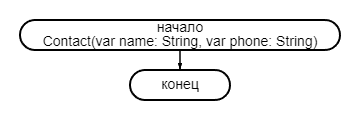 начало
Contact(var name: String, var phone: String)
конец